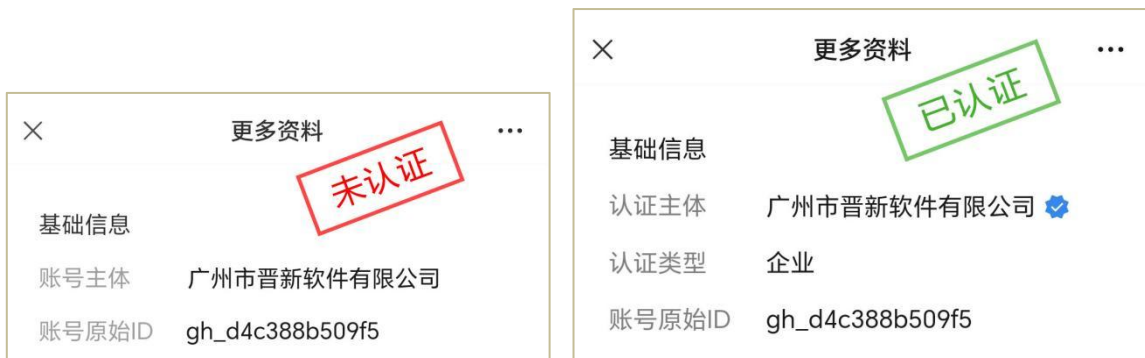 更多资料
未认证
基础信息
账号主体 广州市晋新软件有限公司
账号原始ID gh_d4c388b509f5
更多资料
已认证
基础信息
认证主体 广州市晋新软件有限公司
认证类型 企业
账号原始ID gh_d4c388b509f5